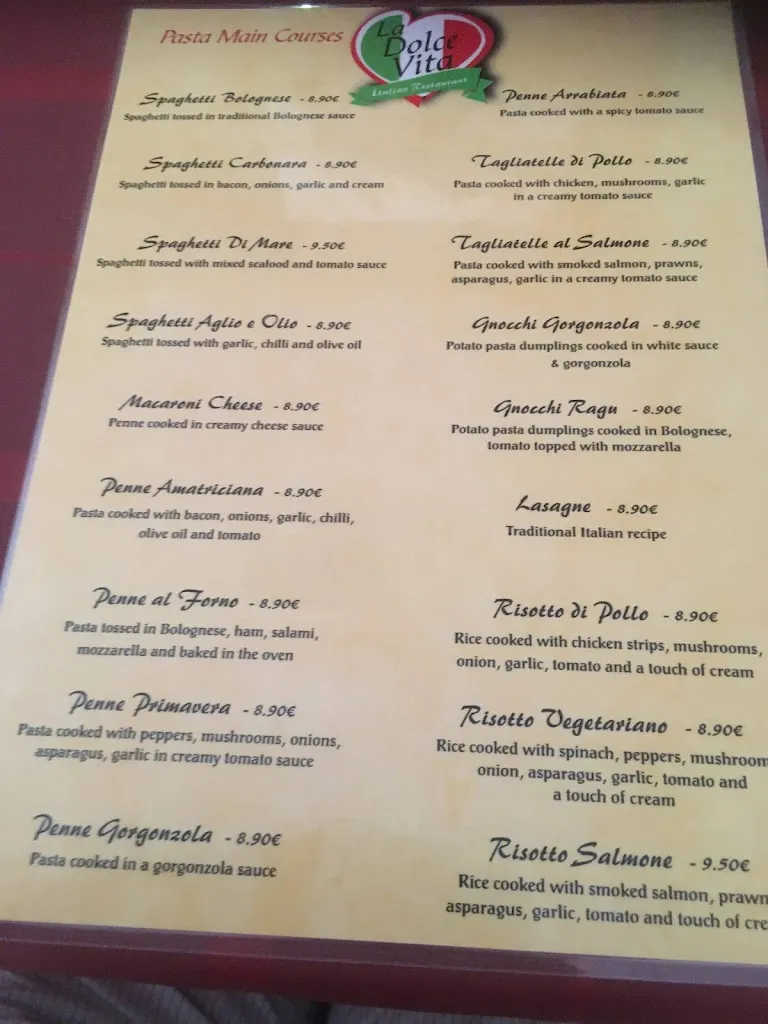 Pasta Main Courses
La
Dolce
Vita
Italian Restaurant
Spaghetti Bolognese - 8.90€
Spaghetti tossed in traditional Bolognese sauce
Spaghetti Carbonara - 8.90€
Spaghetti tossed in bacon, onions, garlic and cream
Spaghetti Di Mare - 9.50€
Spaghetti tossed with mixed seafood and tomato sauce
Spaghetti Aglio e Olio - 8.90€
Spaghetti tossed with garlic, chilli and olive oil
Macaroni Cheese - 8.90€
Penne cooked in creamy cheese sauce
Penne Amatriciana - 8.90€
Pasta cooked with bacon, onions, garlic, chilli,
olive oil and tomato
Penne al Forno - 8.90€
Pasta tossed in Bolognese, ham, salami,
mozzarella and baked in the oven
Penne Primavera - 8.90€
Pasta cooked with peppers, mushrooms, onions,
asparagus, garlic in creamy tomato sauce
Penne Gorgonzola - 8.90€
Pasta cooked in a gorgonzola sauce
Penne Arrabiata - 8.90€
Pasta cooked with a spicy tomato sauce
Tagliatelle di Pollo - 8.90€
Pasta cooked with chicken, mushrooms, garlic
in a creamy tomato sauce
Tagliatelle al Salmone - 8.90€
Pasta cooked with smoked salmon, prawns,
asparagus, garlic in a creamy tomato sauce
Gnocchi Gorgonzola - 8.90€
Potato pasta dumplings cooked in white sauce
& gorgonzola
Gnocchi Ragu - 8.90€
Potato pasta dumplings cooked in Bolognese,
tomato topped with mozzarella
Lasagne - 8.90€
Traditional Italian recipe
Risotto di Pollo - 8.90€
Rice cooked with chicken strips, mushrooms,
onion, garlic, tomato and a touch of cream
Risotto Vegetariano - 8.90€
Rice cooked with spinach, peppers, mushroom
onion, asparagus, garlic, tomato and
a touch of cream
Risotto Salmone - 9.50€
Rice cooked with smoked salmon, prawn
asparagus, garlic, tomato and touch of cre